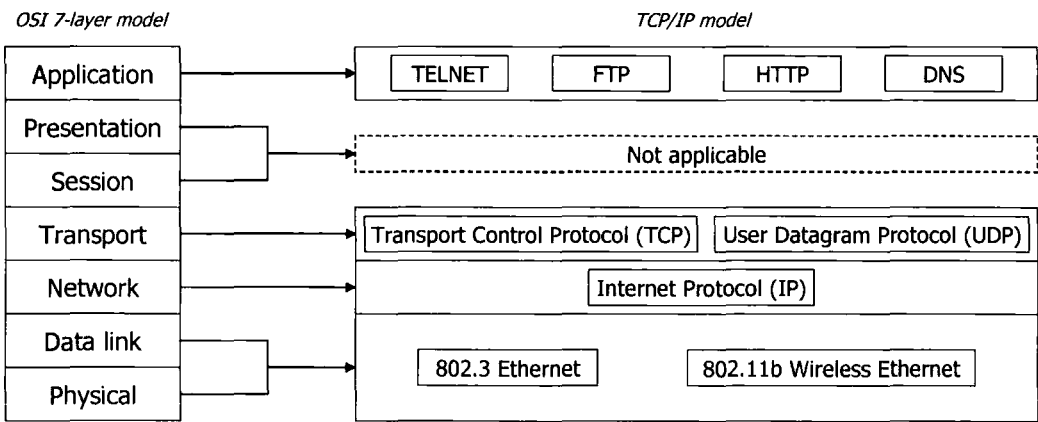 OSI 7-layer model
TCP/IP model
Application
TELNET
FTP
HTTP
DNS
Presentation
Session
Not applicable
Transport
Transport Control Protocol (TCP)
User Datagram Protocol (UDP)
Network
Internet Protocol (IP)
Data link
Physical
802.3 Ethernet
802.11b Wireless Ethernet